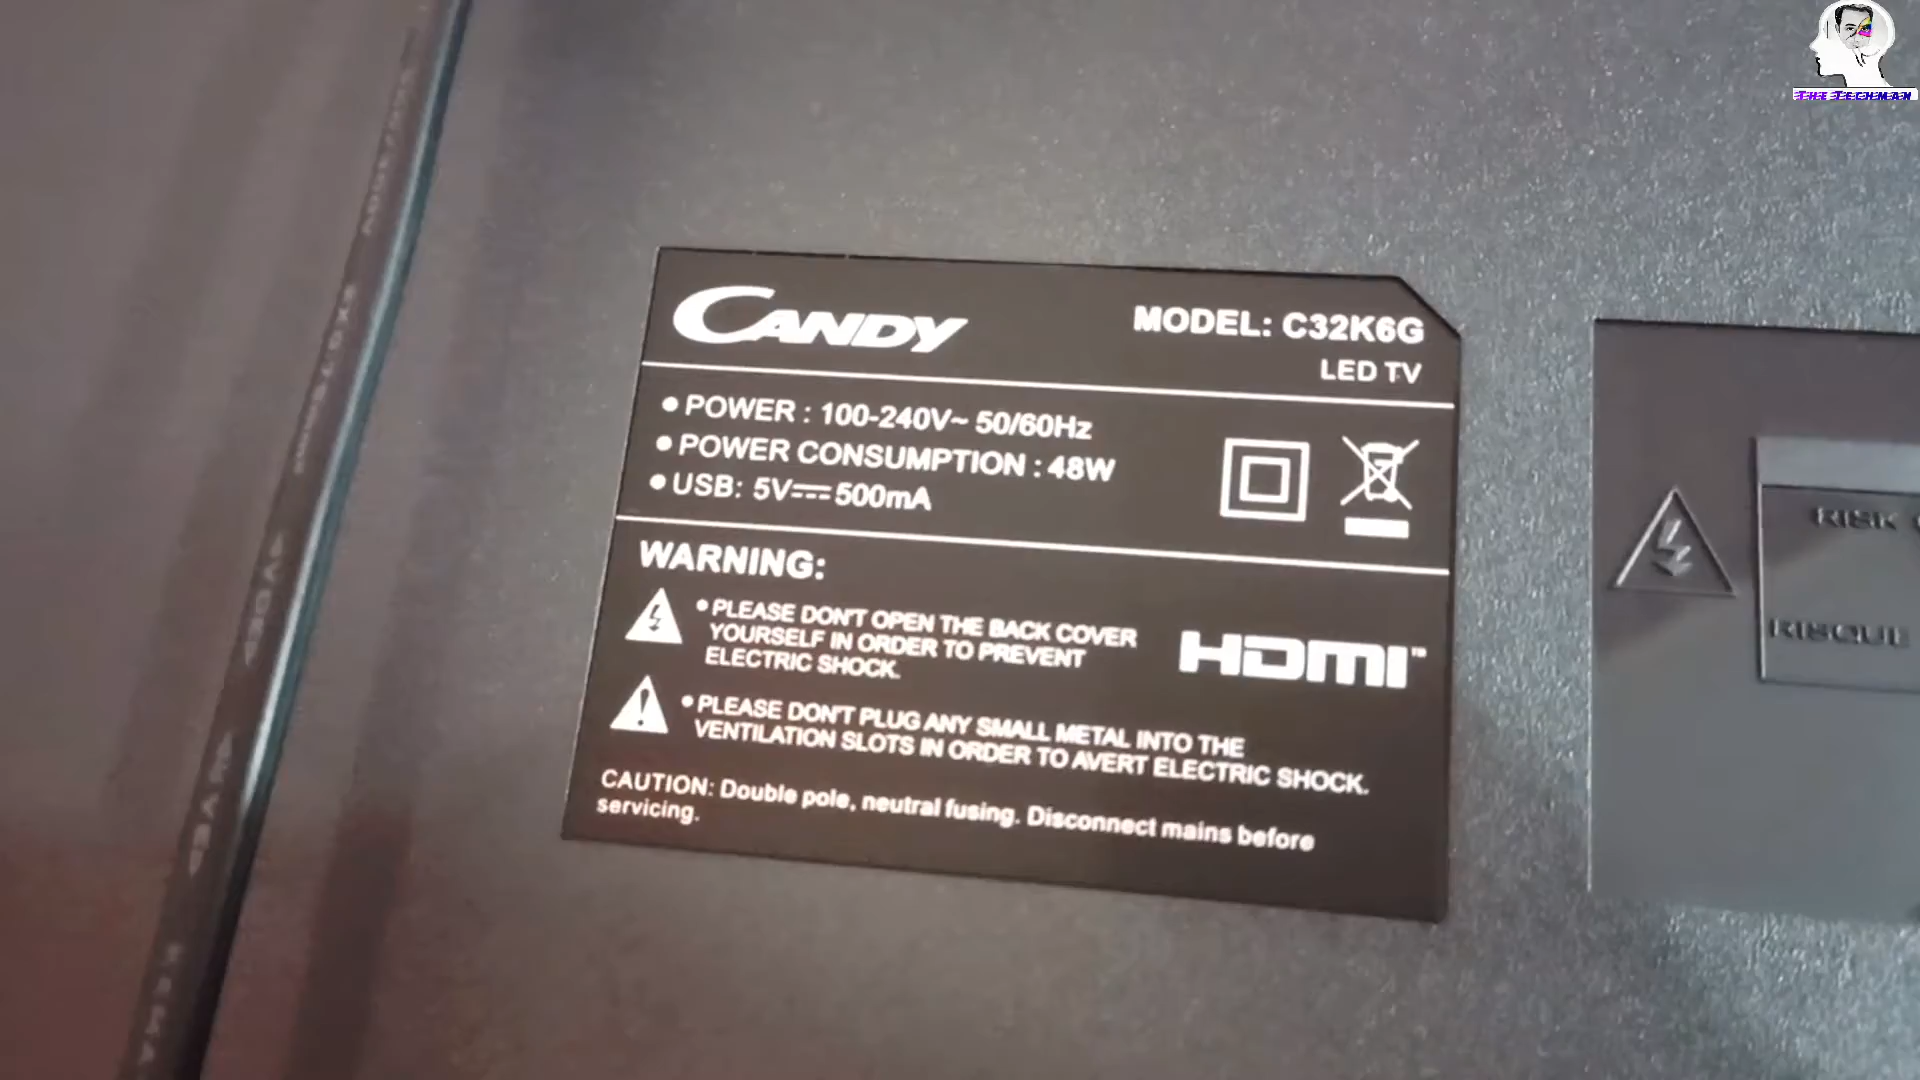 THE TECHMAN
CANDY
MODEL: C32K6G
LED TV
● POWER : 100-240V~ 50/60Hz
● POWER CONSUMPTION : 48W
● USB: 5V⎓500mA
WARNING:
● PLEASE DON'T OPEN THE BACK COVER
YOURSELF IN ORDER TO PREVENT
ELECTRIC SHOCK.
HDMI™
● PLEASE DON'T PLUG ANY SMALL METAL INTO THE
VENTILATION SLOTS IN ORDER TO AVERT ELECTRIC SHOCK.
CAUTION: Double pole, neutral fusing. Disconnect mains before
servicing.
RISK
RISQUE